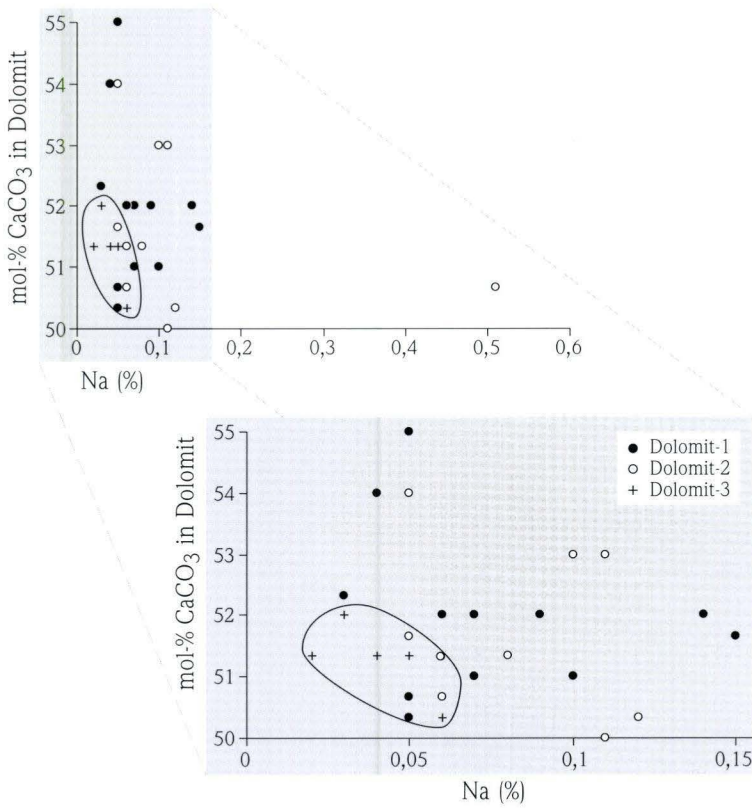 55
54
53
52
51
50
mol-% CaCO₃ in Dolomit
0 0,1 0,2 0,3 0,4 0,5 0,6
Na (%)
55
54
53
52
51
50
mol-% CaCO₃ in Dolomit
Dolomit-1
Dolomit-2
Dolomit-3
0,05 0,1 0,15
Na (%)